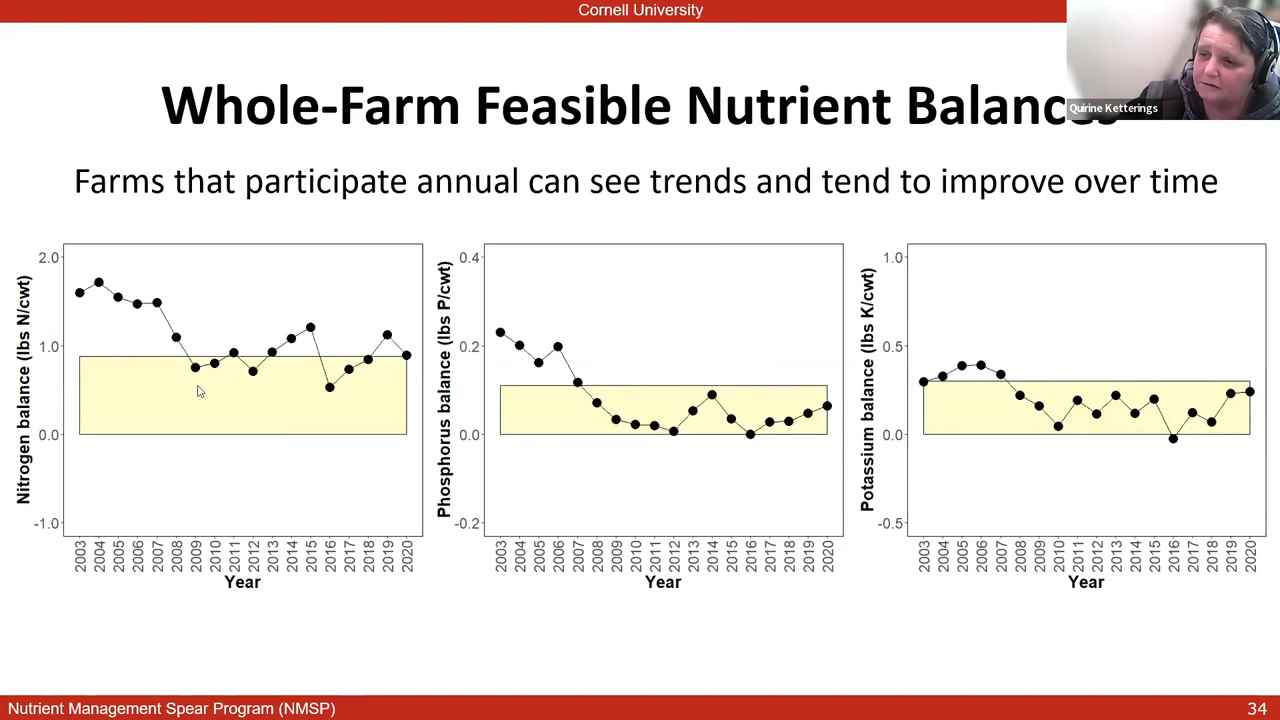 Cornell University
Quirine Ketterings
Whole-Farm Feasible Nutrient Balances
Farms that participate annual can see trends and tend to improve over time
Nitrogen balance (lbs N/cwt)
2.0
1.0
0.0
-1.0
2003 2004 2005 2006 2007 2008 2009 2010 2011 2012 2013 2014 2015 2016 2017 2018 2019 2020
Year
Phosphorus balance (lbs P/cwt)
0.4
0.2
0.0
-0.2
2003 2004 2005 2006 2007 2008 2009 2010 2011 2012 2013 2014 2015 2016 2017 2018 2019 2020
Year
Potassium balance (lbs K/cwt)
1.0
0.5
0.0
-0.5
2003 2004 2005 2006 2007 2008 2009 2010 2011 2012 2013 2014 2015 2016 2017 2018 2019 2020
Year
Nutrient Management Spear Program (NMSP)
34